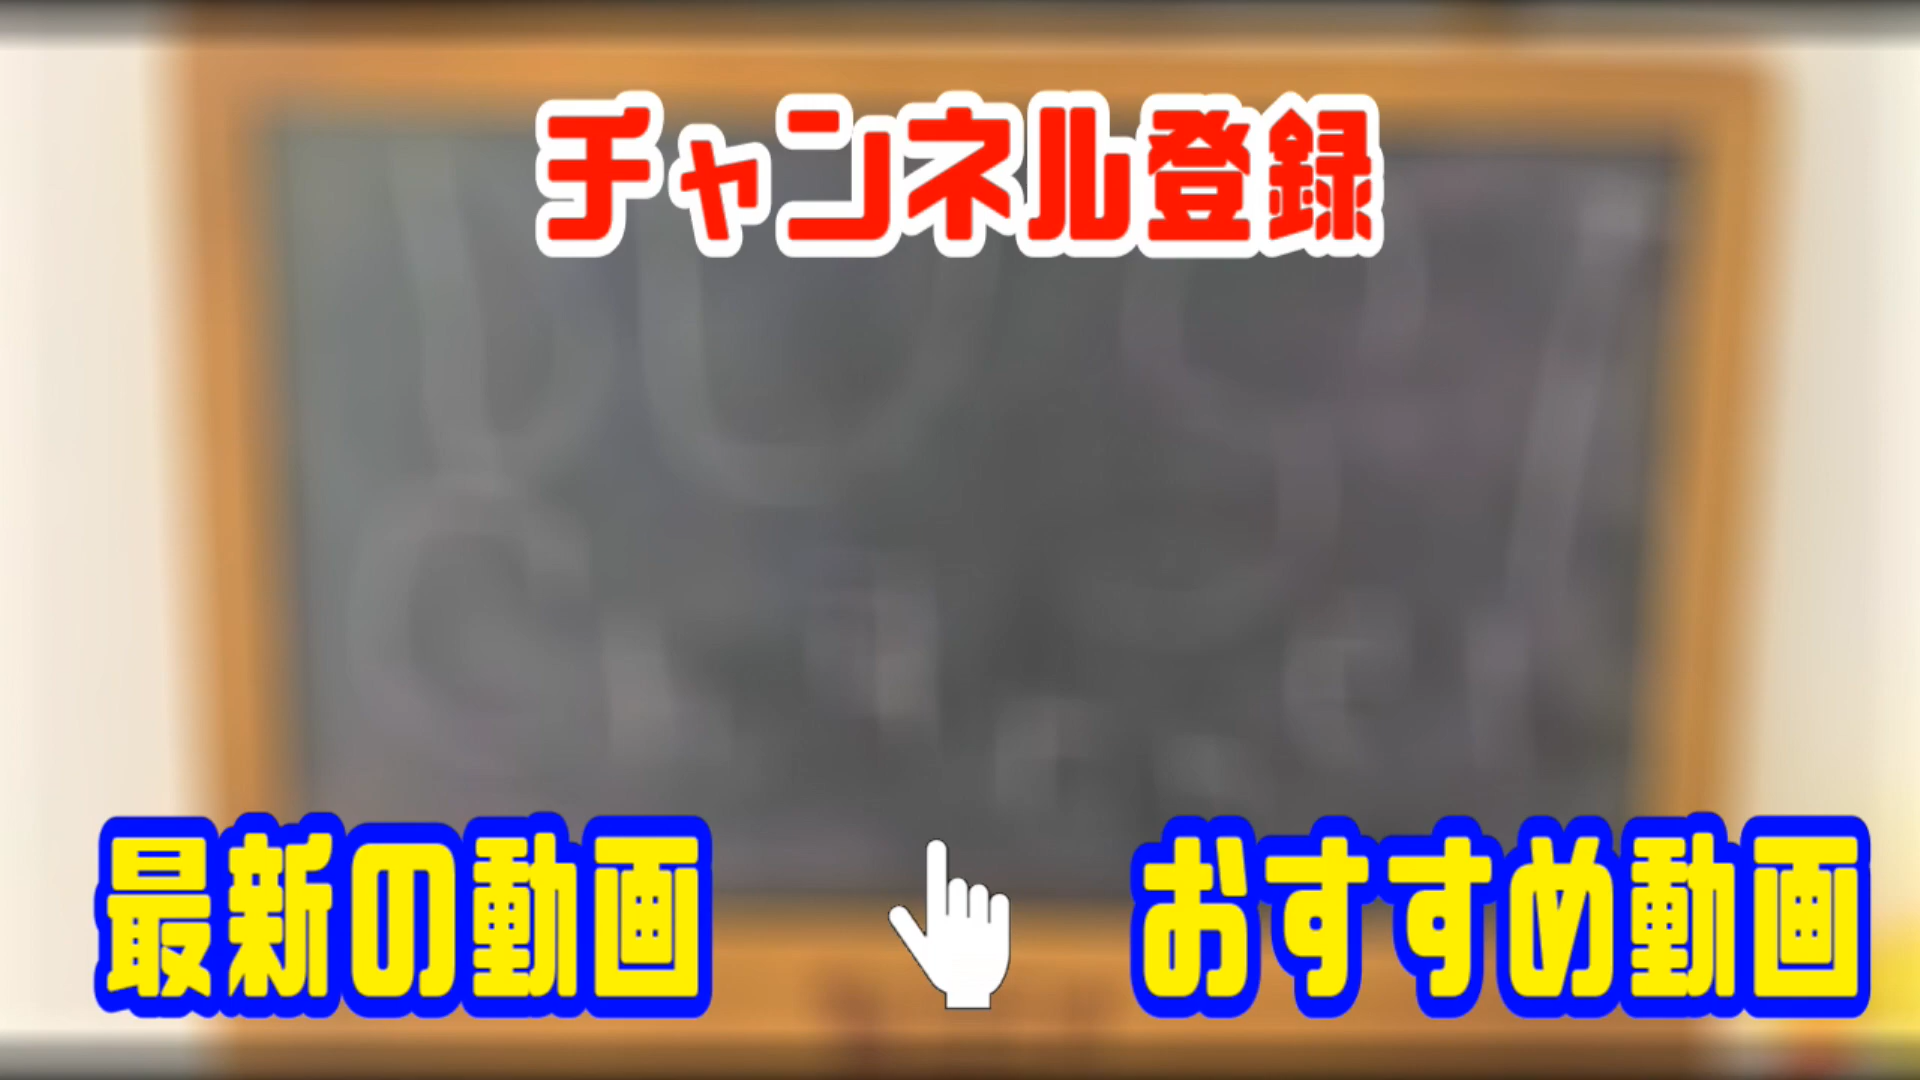 チャンネル登録
最新の動画
おすすめ動画